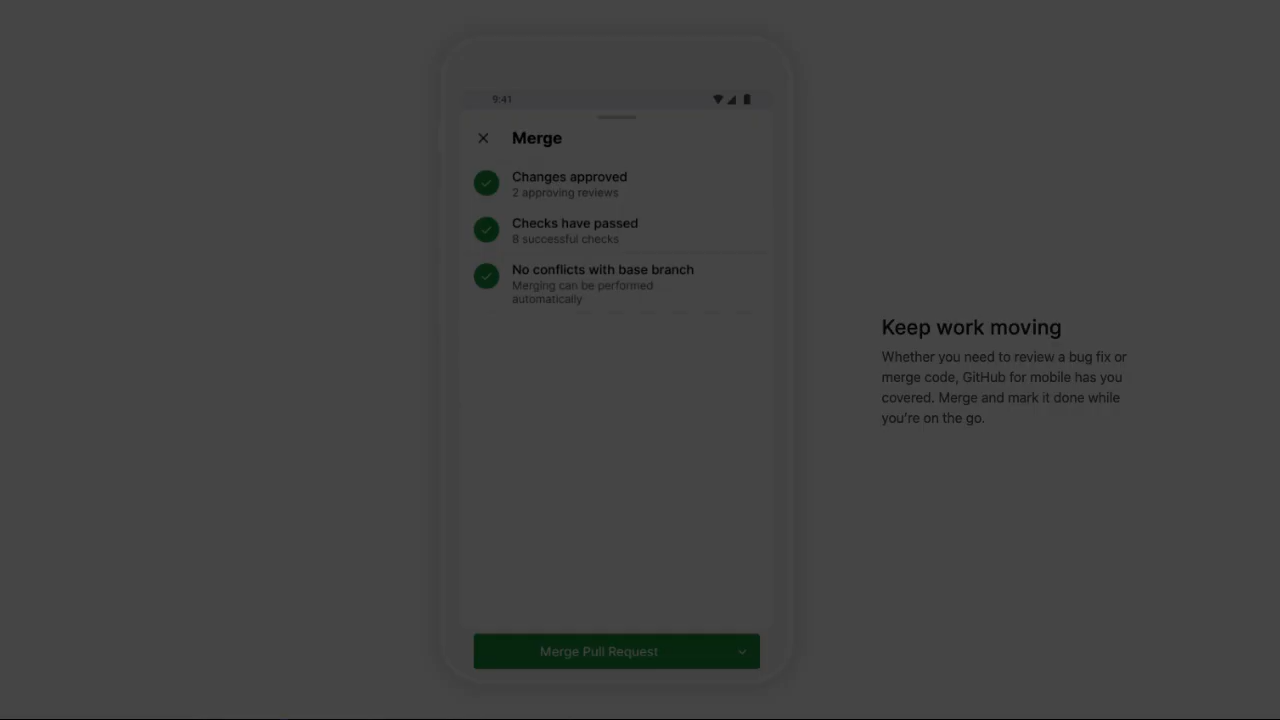 9:41
Merge
Changes approved
2 approving reviews
Checks have passed
8 successful checks
No conflicts with base branch
Merging can be performed
automatically
Merge Pull Request
Keep work moving
Whether you need to review a bug fix or
merge code, GitHub for mobile has you
covered. Merge and mark it done while
you're on the go.